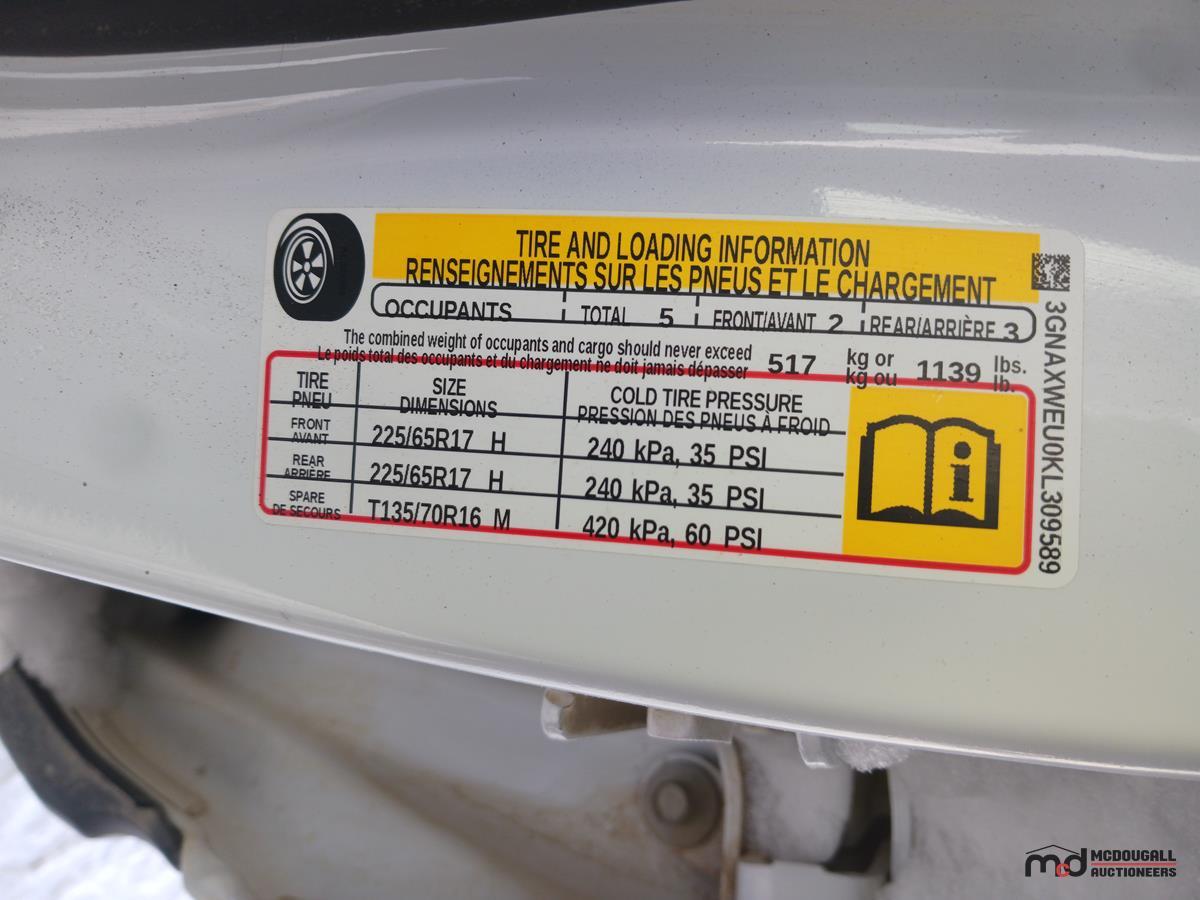 TIRE AND LOADING INFORMATION
RENSEIGNEMENTS SUR LES PNEUS ET LE CHARGEMENT
OCCUPANTS TOTAL 5 FRONT/AVANT 2 REAR/ARRIÈRE 3
The combined weight of occupants and cargo should never exceed 517 kg or 1139 lbs.
Le poids total des occupants et du chargement ne doit jamais dépasser kg ou lb.
TIRE SIZE COLD TIRE PRESSURE
PNEU DIMENSIONS PRESSION DES PNEUS À FROID
FRONT 225/65R17 H 240 kPa, 35 PSI
AVANT
REAR 225/65R17 H 240 kPa, 35 PSI
ARRIÈRE
SPARE T135/70R16 M 420 kPa, 60 PSI
DE SECOURS
3GNAXWEU0KL309589
mcd MCDOUGALL
AUCTIONEERS